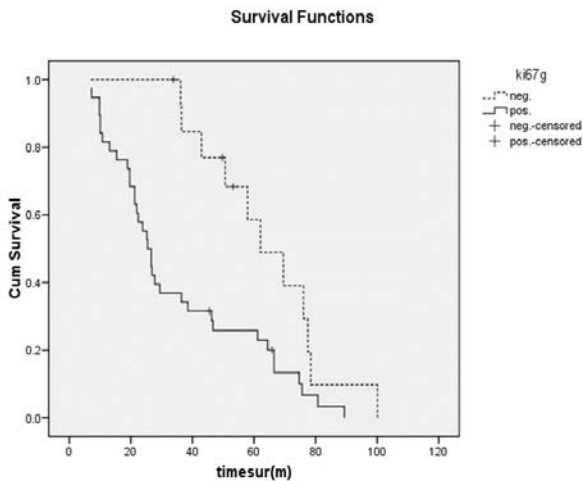 Survival Functions
ki67g
neg.
pos.
neg.-censored
pos.-censored
Cum Survival
1.0
0.8
0.6
0.4
0.2
0.0
0 20 40 60 80 100 120
timesur(m)